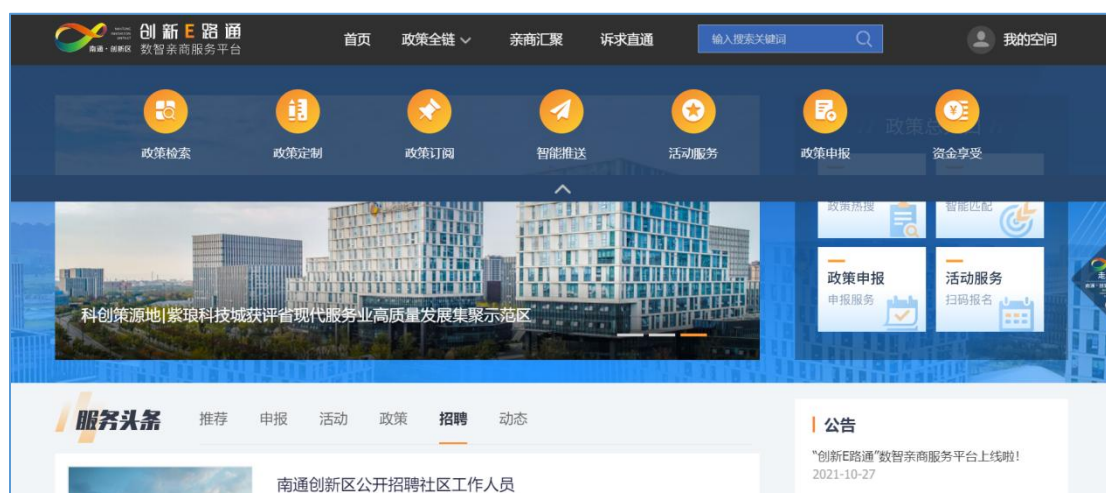 创新E路通
南通·创新区 数智亲商服务平台
首页 政策全链 亲商汇聚 诉求直通 输入搜索关键词 我的空间
政策检索 政策定制 政策订阅 智能推送 活动服务 政策申报 资金享受
政策总
政策热搜 智能匹配
政策申报 活动服务
申报服务 扫码报名
科创策源地|紫琅科技城获评省现代服务业高质量发展集聚示范区
服务头条 推荐 申报 活动 政策 招聘 动态
公告
“创新E路通”数智亲商服务平台上线啦！
2021-10-27
南通创新区公开招聘社区工作人员